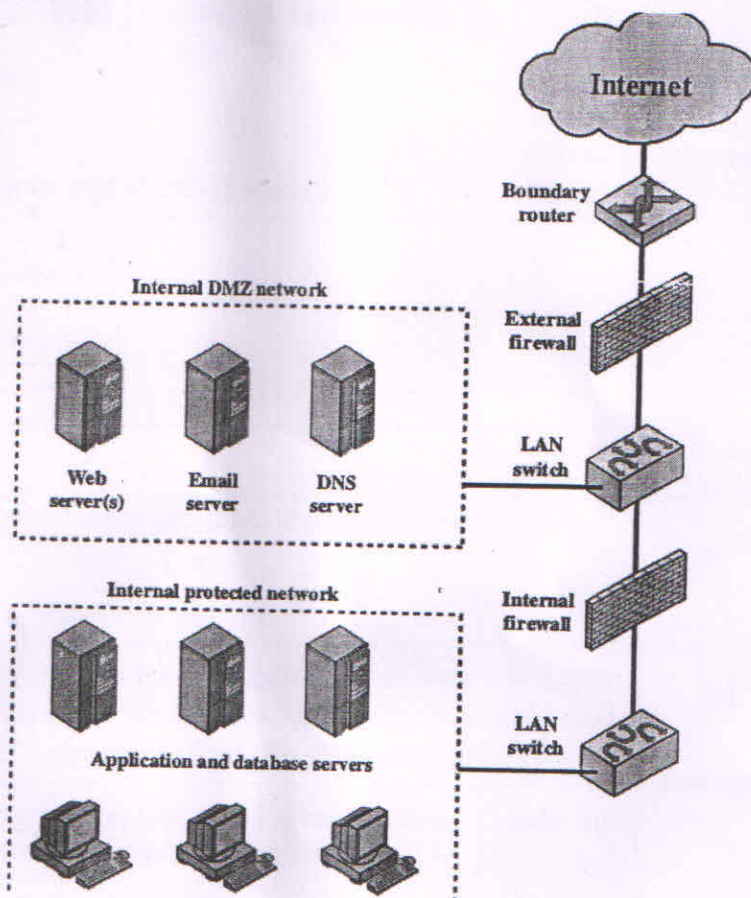 Internet
Boundary
router
Internal DMZ network
External
firewall
Web
server(s)
Email
server
DNS
server
LAN
switch
Internal protected network
Internal
firewall
Application and database servers
LAN
switch